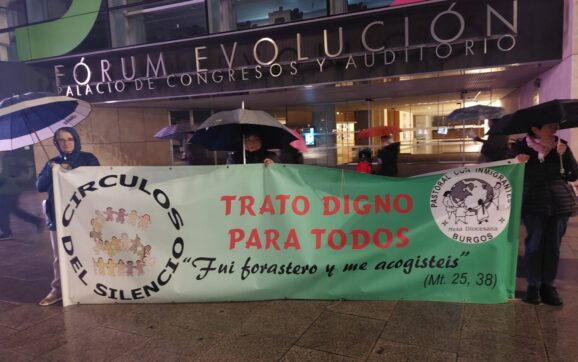 FÓRUM EVOLUCIÓN
PALACIO DE CONGRESOS Y AUDITORIO
CIRCULOS
DEL SILENCIO
TRATO DIGNO
PARA TODOS
"Fui forastero y me acogisteis"
(Mt. 25, 38)
PASTORAL CON INMIGRANTES
Mesa Diocesana
BURGOS